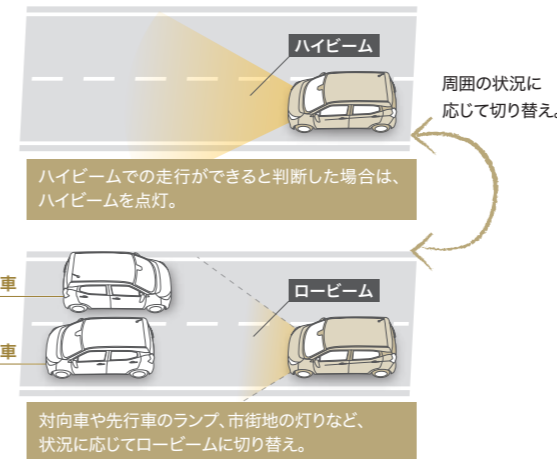 ハイビーム
周囲の状況に
応じて切り替え。
ハイビームでの走行ができると判断した場合は、
ハイビームを点灯。
車
ロービーム
車
対向車や先行車のランプ、市街地の灯りなど、
状況に応じてロービームに切り替え。